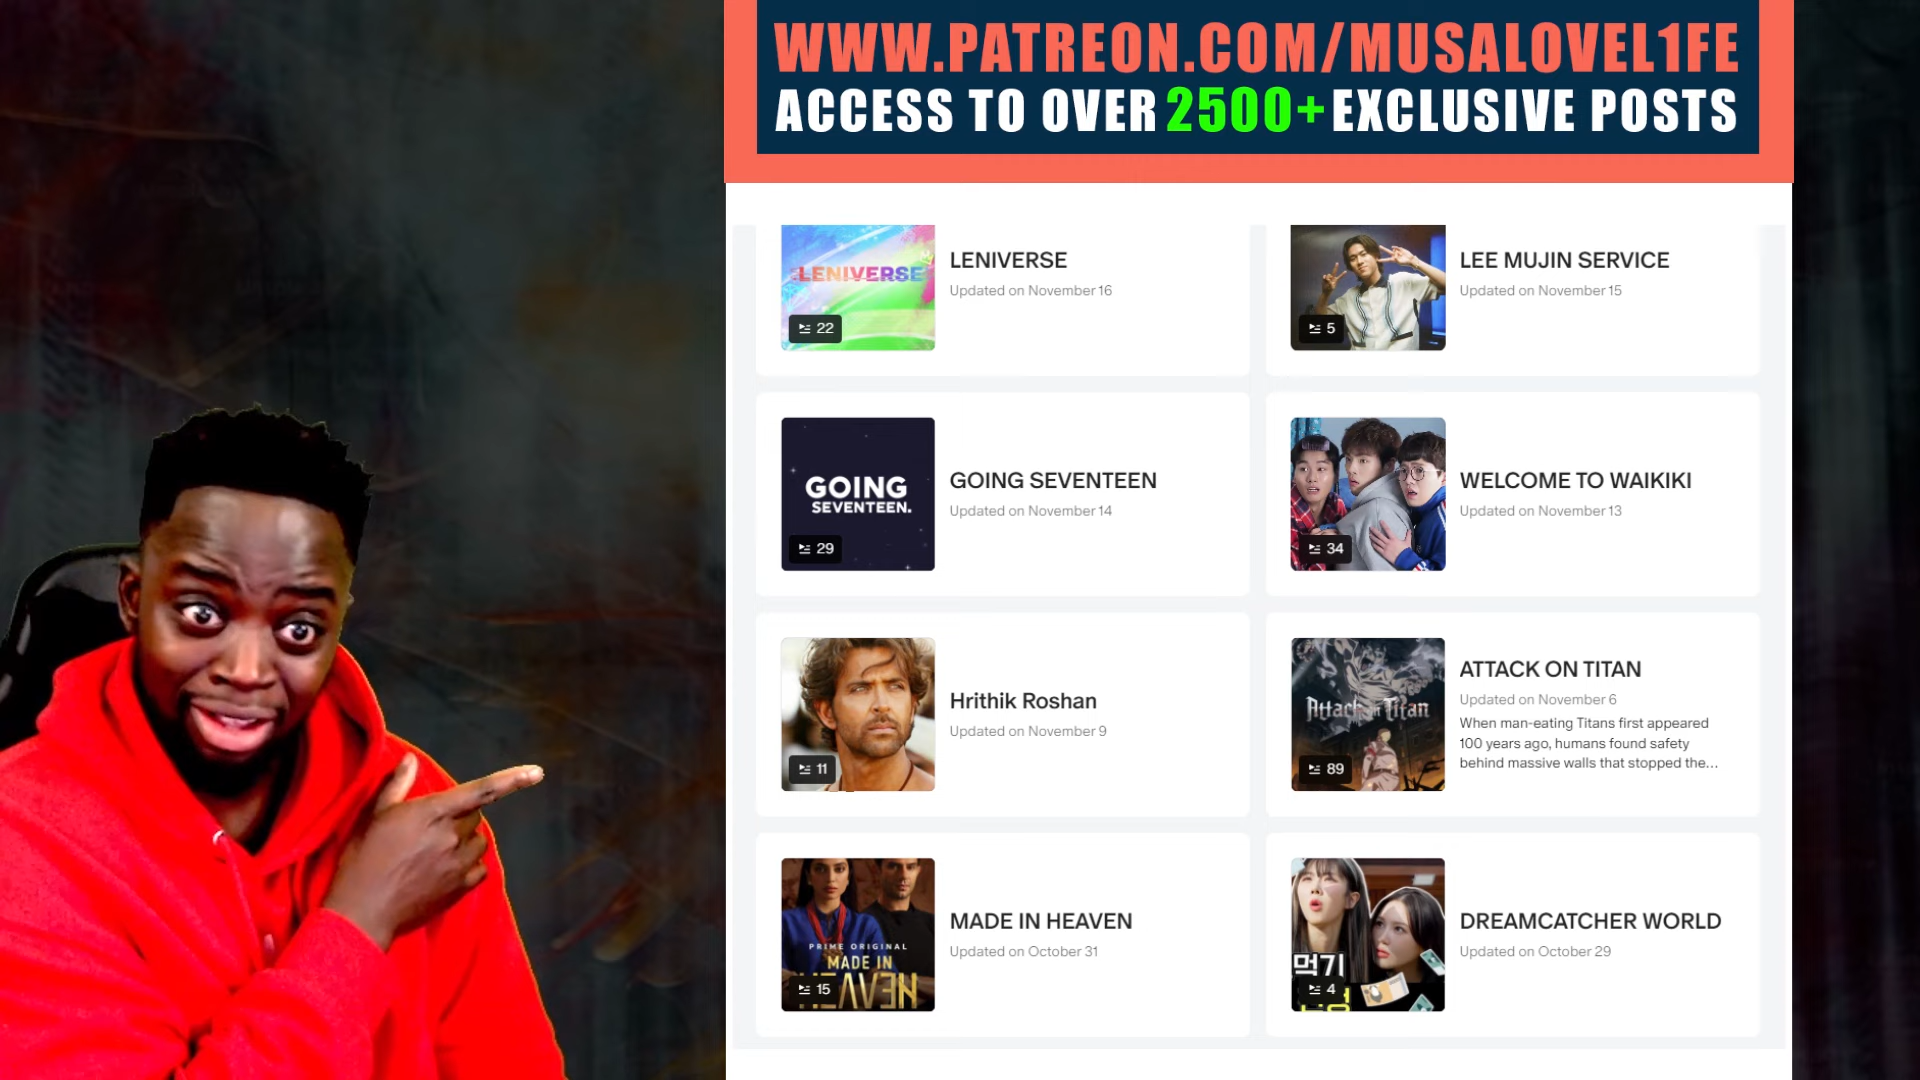 WWW.PATREON.COM/MUSALOVEL1FE
ACCESS TO OVER 2500+ EXCLUSIVE POSTS
LENIVERSE
22
LENIVERSE
Updated on November 16
5
LEE MUJIN SERVICE
Updated on November 15
GOING
SEVENTEEN.
29
GOING SEVENTEEN
Updated on November 14
34
WELCOME TO WAIKIKI
Updated on November 13
11
Hrithik Roshan
Updated on November 9
Attack on Titan
89
ATTACK ON TITAN
Updated on November 6
When man-eating Titans first appeared
100 years ago, humans found safety
behind massive walls that stopped the...
PRIME ORIGINAL
MADE IN
HEAVEN
15
MADE IN HEAVEN
Updated on October 31
먹기
4
DREAMCATCHER WORLD
Updated on October 29